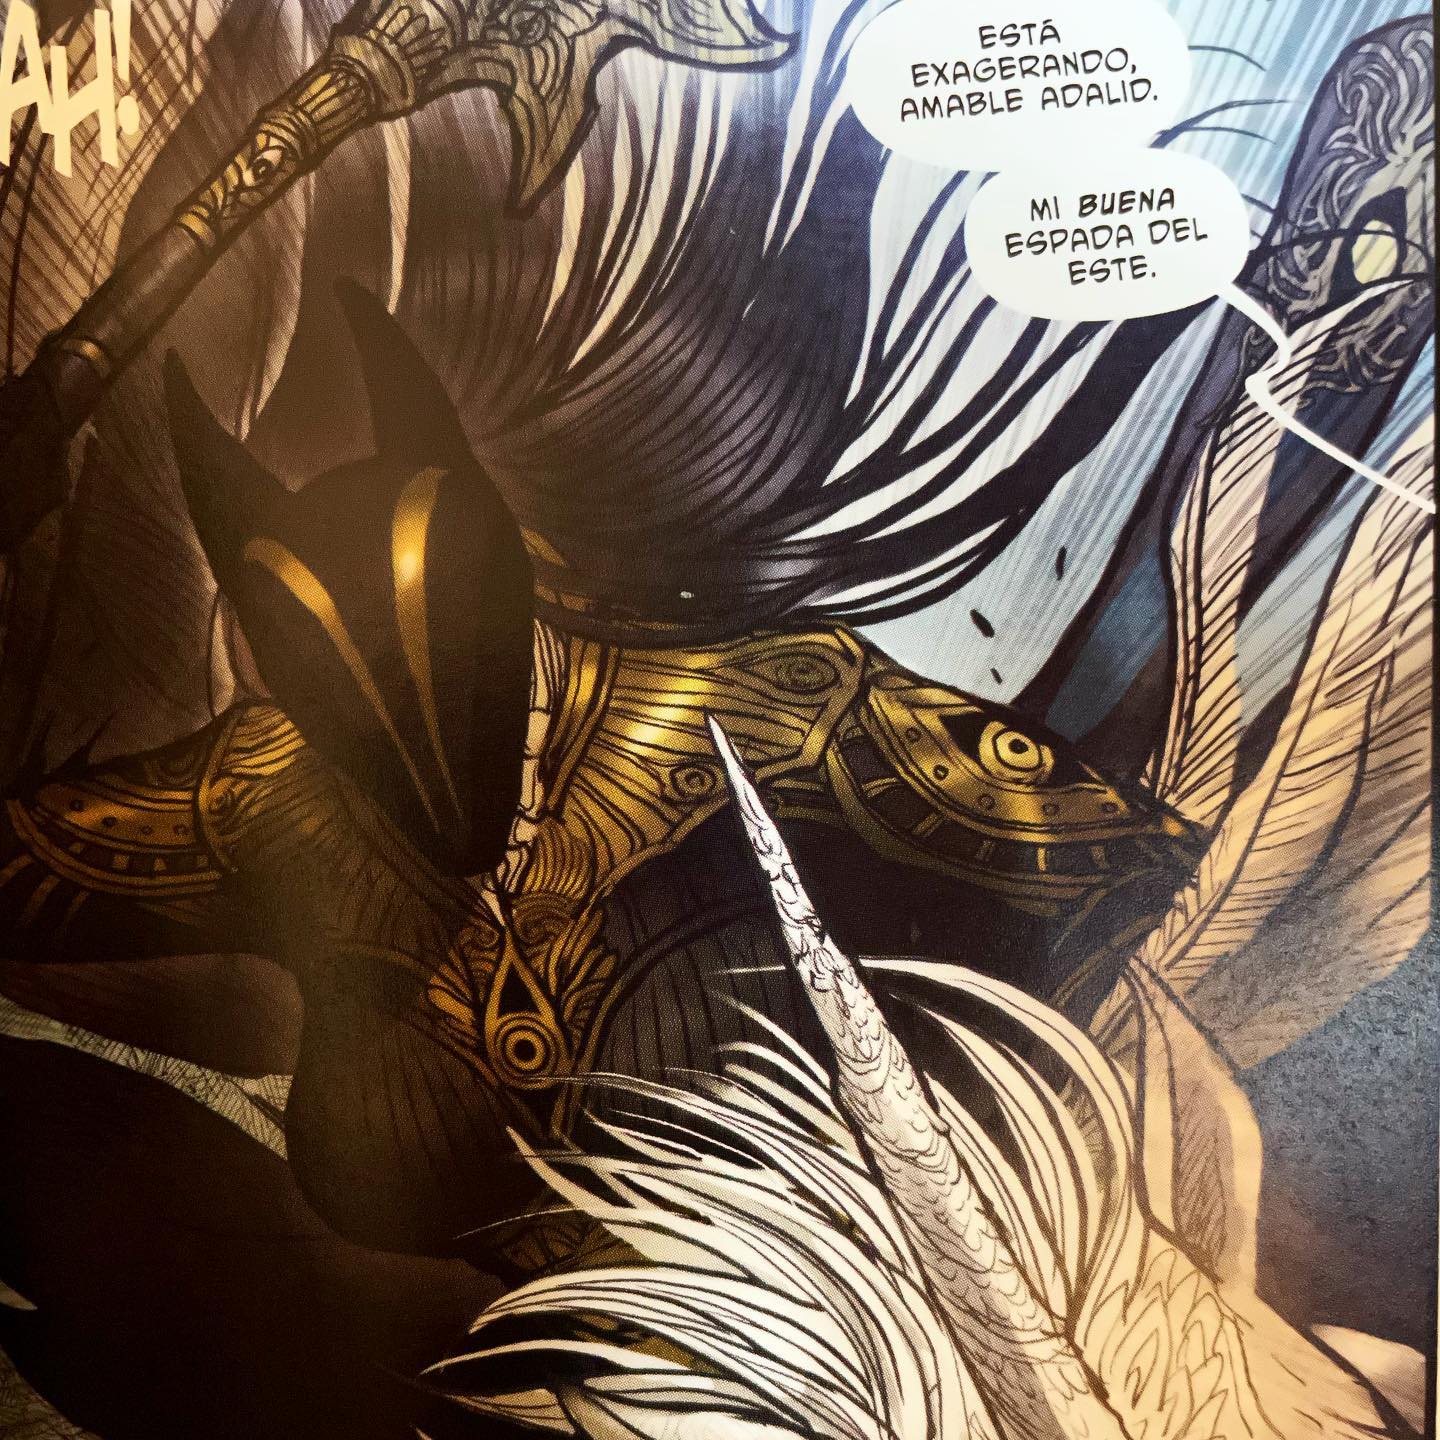 AH!
ESTÁ
EXAGERANDO,
AMABLE ADALID.
MI BUENA
ESPADA DEL
ESTE.